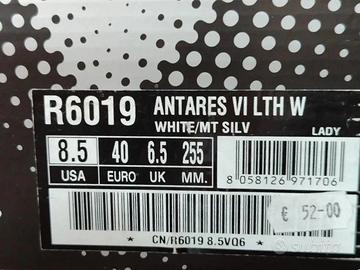 R6019 ANTARES VI LTH W
WHITE/MT SILV LADY
8.5 40 6.5 255
USA EURO UK MM.
8 058126 971706
€ 52-00
* CN/R6019 8.5VQ6 *
subito